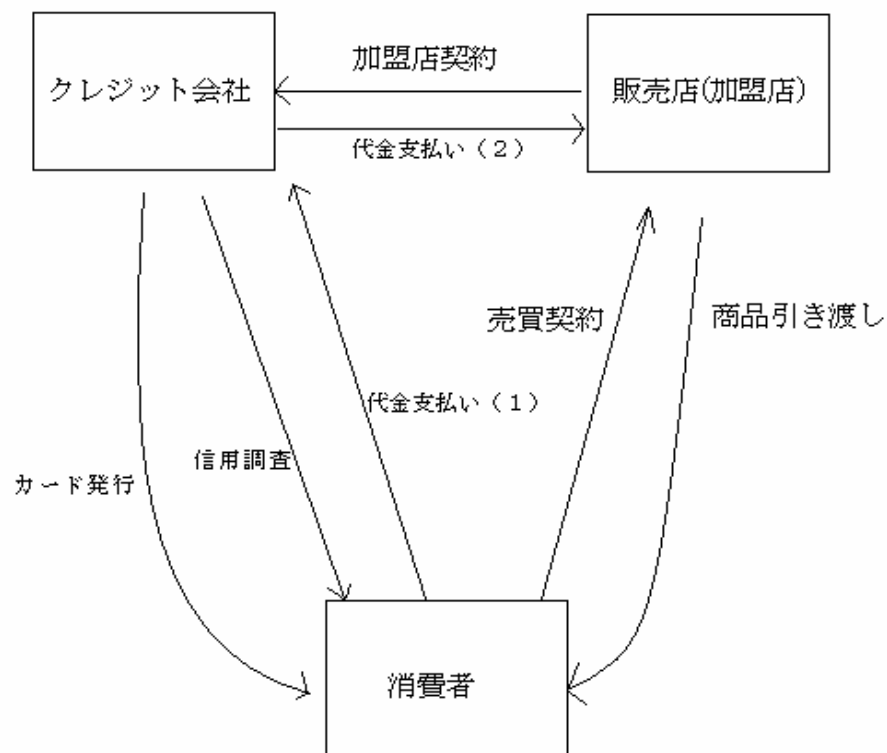 加盟店契約
クレジット会社
販売店(加盟店)
代金支払い（２）
売買契約
商品引き渡し
代金支払い（１）
信用調査
カード発行
消費者